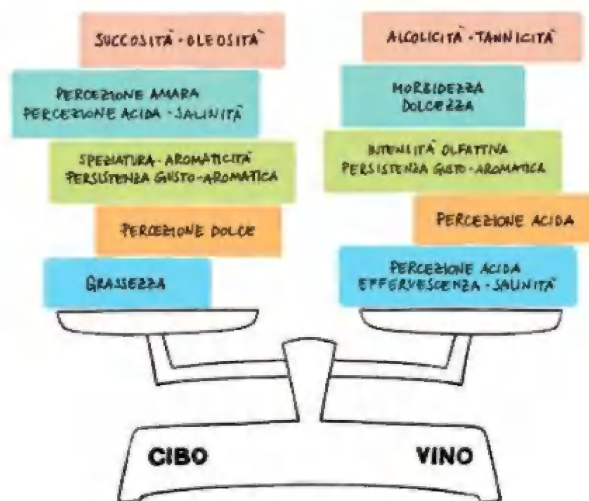 SUCCOSITÀ - OLEOSITÀ
PERCEZIONE AMARA
PERCEZIONE ACIDA - SALINITÀ
SPEZIATURA - AROMATICITÀ
PERSISTENZA GUSTO-AROMATICA
PERCEZIONE DOLCE
GRASSEZZA
ALCOLICITÀ - TANNICITÀ
MORBIDEZZA
DOLCEZZA
INTENSITÀ OLFATTIVA
PERSISTENZA GUSTO-AROMATICA
PERCEZIONE ACIDA
PERCEZIONE ACIDA
EFFERVESCENZA - SALINITÀ
CIBO
VINO